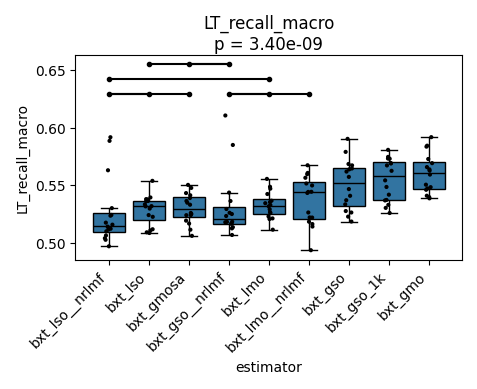 LT_recall_macro
p = 3.40e-09
LT_recall_macro
0.65
0.60
0.55
0.50
bxt_lso__nrlmf
bxt_lso
bxt_gmosa
bxt_gso__nrlmf
bxt_lmo
bxt_lmo__nrlmf
bxt_gso
bxt_gso_1k
bxt_gmo
estimator